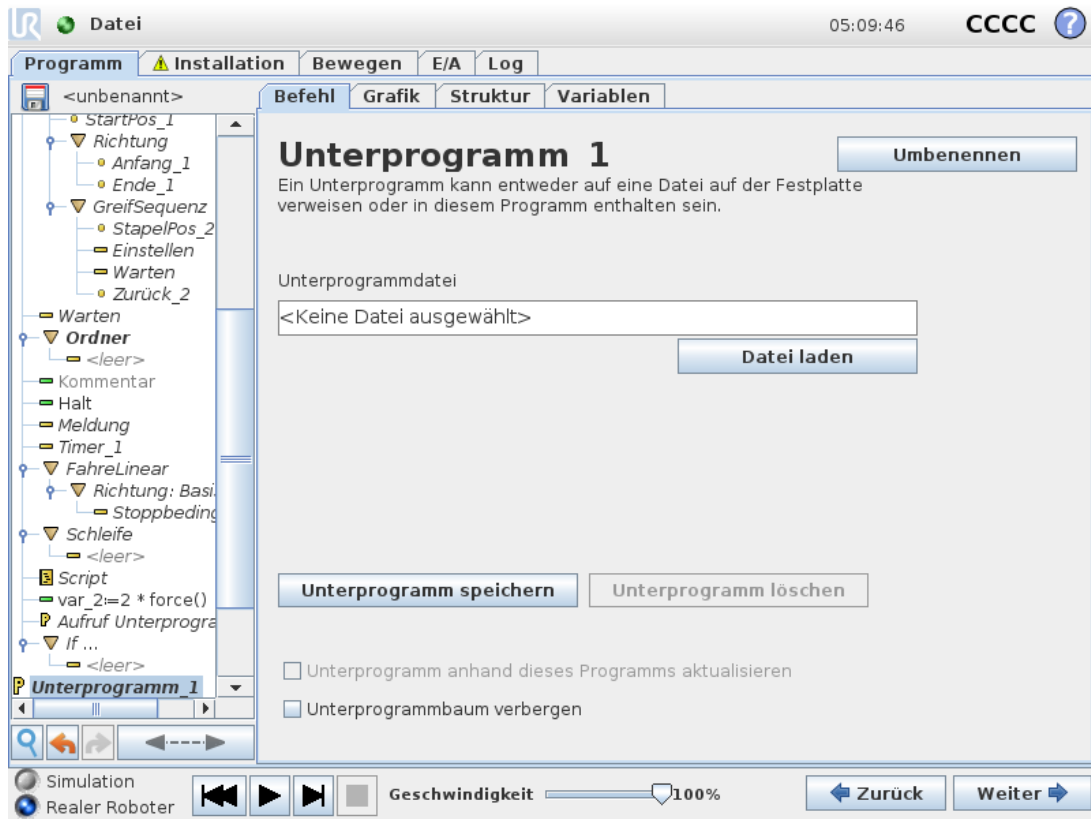 UR Datei 05:09:46 CCCC ?
Programm Installation Bewegen E/A Log
<unbenannt>
Befehl Grafik Struktur Variablen
StartPos_1
Richtung
Anfang_1
Ende_1
GreifSequenz
StapelPos_2
Einstellen
Warten
Zurück_2
Warten
Ordner
<leer>
Kommentar
Halt
Meldung
Timer_1
FahreLinear
Richtung: Basi
Stoppbeding
Schleife
<leer>
Script
var_2:=2 * force()
Aufruf Unterprogra
If ...
<leer>
Unterprogramm_1
Unterprogramm 1
Umbenennen
Ein Unterprogramm kann entweder auf eine Datei auf der Festplatte
verweisen oder in diesem Programm enthalten sein.
Unterprogrammdatei
<Keine Datei ausgewählt>
Datei laden
Unterprogramm speichern Unterprogramm löschen
Unterprogramm anhand dieses Programms aktualisieren
Unterprogrammbaum verbergen
Simulation
Realer Roboter
Geschwindigkeit 100%
Zurück Weiter